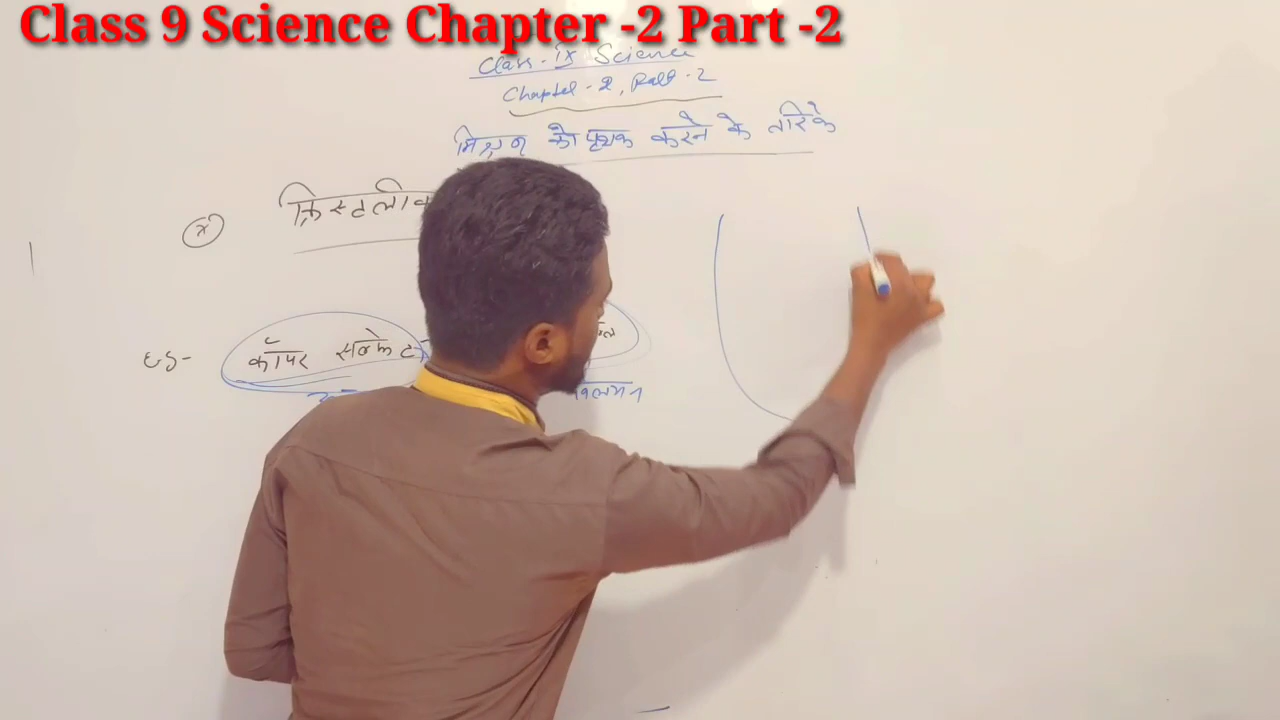 Class 9 Science Chapter -2 Part -2
Class - IX Science
Chapter - 2, Part - 2
मिश्रण को पृथक करने के तरिके
क्रिस्टलीक
eg- कॉपर सल्फेट